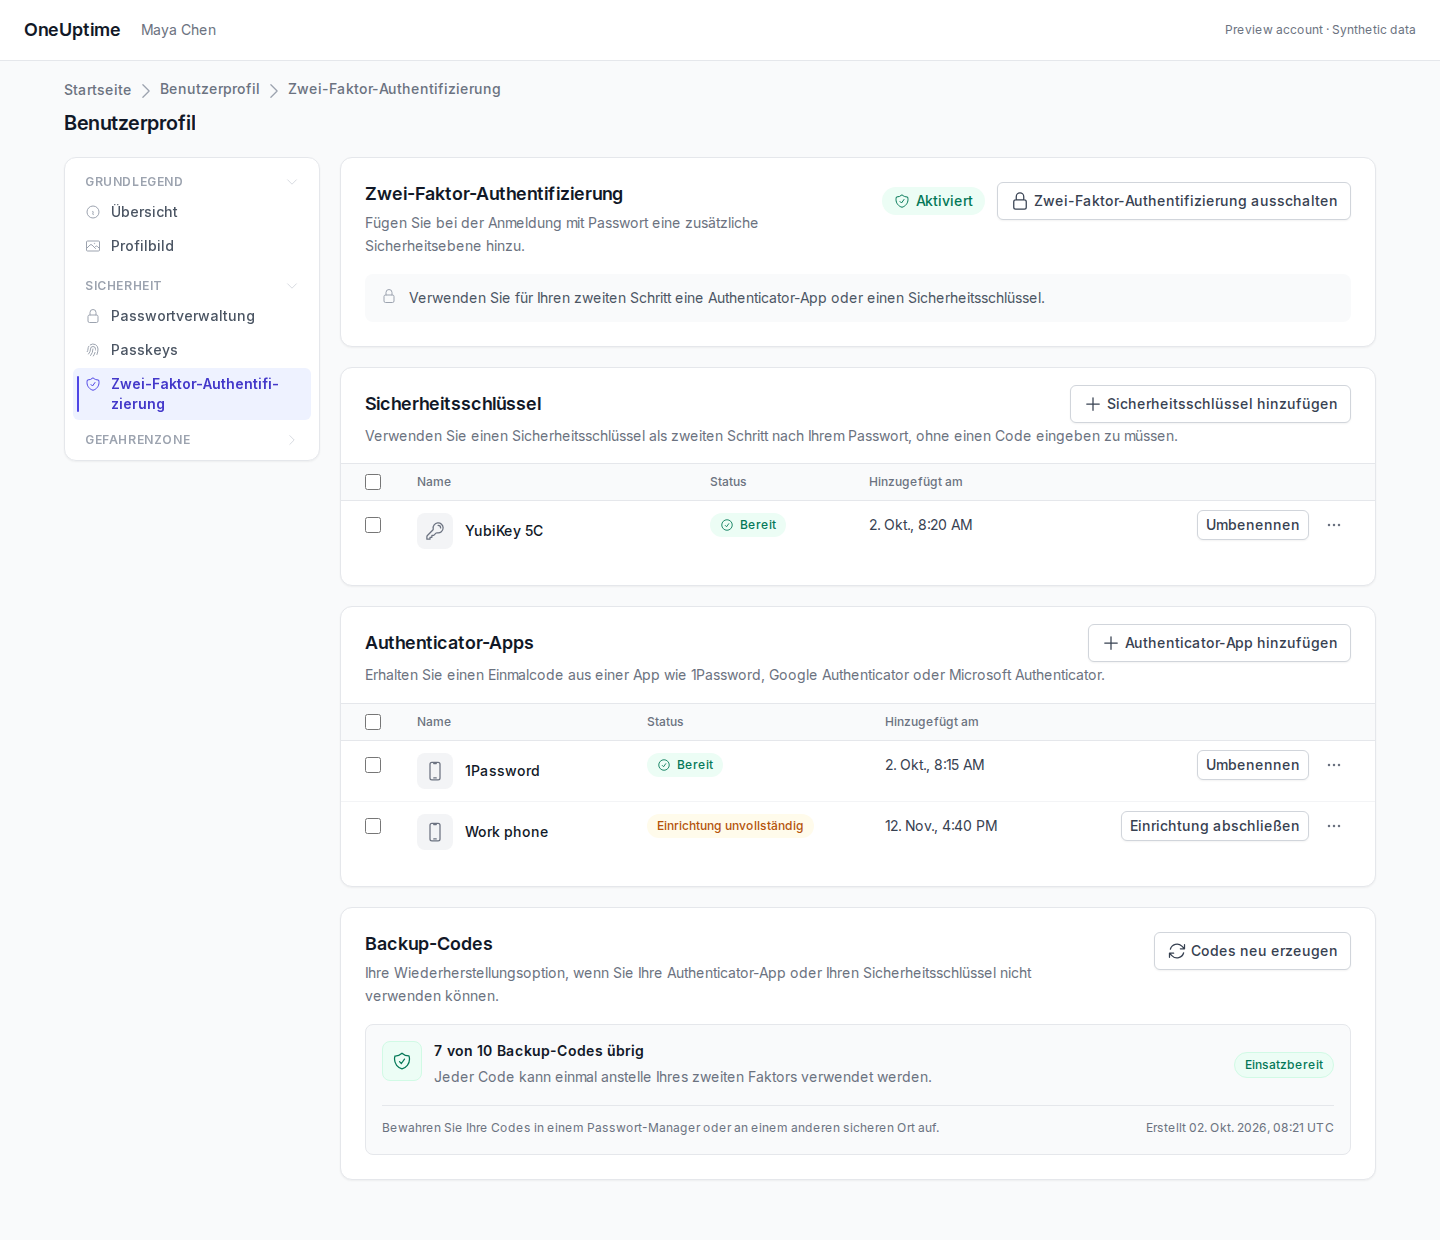 OneUptime
Maya Chen
Preview account · Synthetic data
Startseite
Benutzerprofil
Zwei-Faktor-Authentifizierung
Benutzerprofil
GRUNDLEGEND
Übersicht
Profilbild
SICHERHEIT
Passwortverwaltung
Passkeys
Zwei-Faktor-Authentifi-
zierung
GEFAHRENZONE
Zwei-Faktor-Authentifizierung
Aktiviert
Zwei-Faktor-Authentifizierung ausschalten
Fügen Sie bei der Anmeldung mit Passwort eine zusätzliche
Sicherheitsebene hinzu.
Verwenden Sie für Ihren zweiten Schritt eine Authenticator-App oder einen Sicherheitsschlüssel.
Sicherheitsschlüssel
Sicherheitsschlüssel hinzufügen
Verwenden Sie einen Sicherheitsschlüssel als zweiten Schritt nach Ihrem Passwort, ohne einen Code eingeben zu müssen.
Name Status Hinzugefügt am
YubiKey 5C Bereit 2. Okt., 8:20 AM Umbenennen
Authenticator-Apps
Authenticator-App hinzufügen
Erhalten Sie einen Einmalcode aus einer App wie 1Password, Google Authenticator oder Microsoft Authenticator.
Name Status Hinzugefügt am
1Password Bereit 2. Okt., 8:15 AM Umbenennen
Work phone Einrichtung unvollständig 12. Nov., 4:40 PM Einrichtung abschließen
Backup-Codes
Codes neu erzeugen
Ihre Wiederherstellungsoption, wenn Sie Ihre Authenticator-App oder Ihren Sicherheitsschlüssel nicht
verwenden können.
7 von 10 Backup-Codes übrig
Jeder Code kann einmal anstelle Ihres zweiten Faktors verwendet werden.
Einsatzbereit
Bewahren Sie Ihre Codes in einem Passwort-Manager oder an einem anderen sicheren Ort auf.
Erstellt 02. Okt. 2026, 08:21 UTC